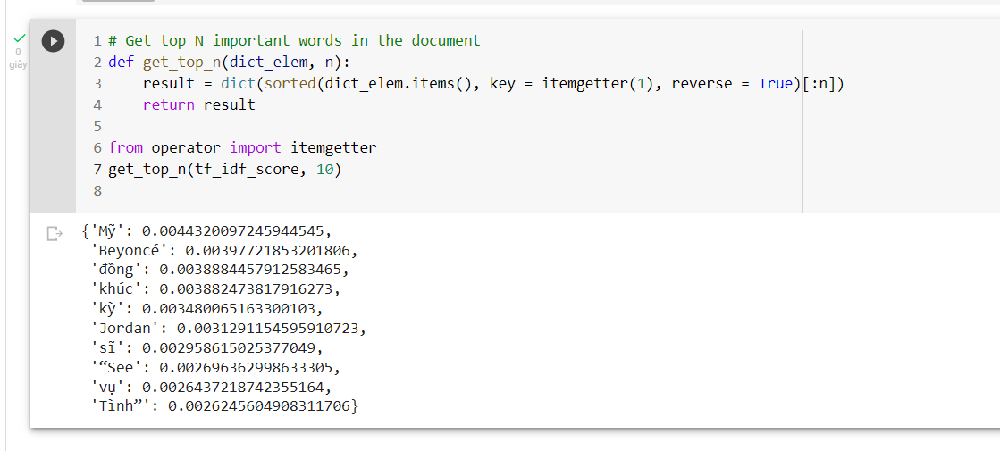 0
giây
1 # Get top N important words in the document
2 def get_top_n(dict_elem, n):
3     result = dict(sorted(dict_elem.items(), key = itemgetter(1), reverse = True)[:n])
4     return result
5
6 from operator import itemgetter
7 get_top_n(tf_idf_score, 10)
8
{'Mỹ': 0.0044320097245944545,
 'Beyoncé': 0.00397721853201806,
 'đồng': 0.0038884457912583465,
 'khúc': 0.003882473817916273,
 'kỳ': 0.003480065163300103,
 'Jordan': 0.0031291154595910723,
 'sĩ': 0.002958615025377049,
 '“See': 0.002696362998633305,
 'vụ': 0.0026437218742355164,
 'Tình”': 0.0026245604908311706}